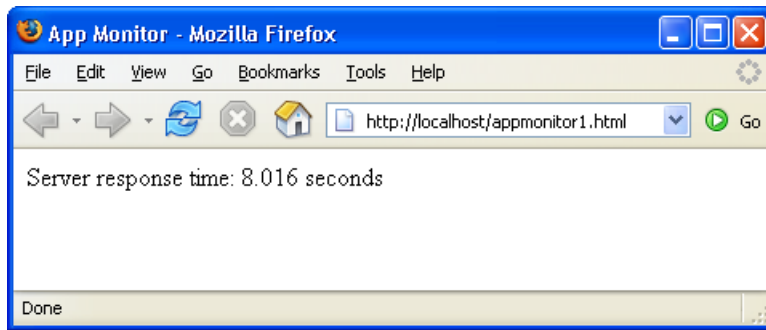 App Monitor - Mozilla Firefox
File Edit View Go Bookmarks Tools Help
http://localhost/appmonitor1.html Go
Server response time: 8.016 seconds
Done